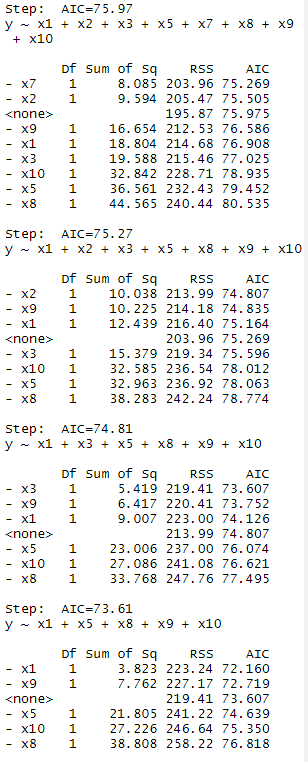 Step:  AIC=75.97
y ~ x1 + x2 + x3 + x5 + x7 + x8 + x9
 + x10
       Df Sum of Sq    RSS    AIC
- x7    1     8.085 203.96 75.269
- x2    1     9.594 205.47 75.505
<none>              195.87 75.975
- x9    1    16.654 212.53 76.586
- x1    1    18.804 214.68 76.908
- x3    1    19.588 215.46 77.025
- x10   1    32.842 228.71 78.935
- x5    1    36.561 232.43 79.452
- x8    1    44.565 240.44 80.535
Step:  AIC=75.27
y ~ x1 + x2 + x3 + x5 + x8 + x9 + x10
       Df Sum of Sq    RSS    AIC
- x2    1    10.038 213.99 74.807
- x9    1    10.225 214.18 74.835
- x1    1    12.439 216.40 75.164
<none>              203.96 75.269
- x3    1    15.379 219.34 75.596
- x10   1    32.585 236.54 78.012
- x5    1    32.963 236.92 78.063
- x8    1    38.283 242.24 78.774
Step:  AIC=74.81
y ~ x1 + x3 + x5 + x8 + x9 + x10
       Df Sum of Sq    RSS    AIC
- x3    1     5.419 219.41 73.607
- x9    1     6.417 220.41 73.752
- x1    1     9.007 223.00 74.126
<none>              213.99 74.807
- x5    1    23.006 237.00 76.074
- x10   1    27.086 241.08 76.621
- x8    1    33.768 247.76 77.495
Step:  AIC=73.61
y ~ x1 + x5 + x8 + x9 + x10
       Df Sum of Sq    RSS    AIC
- x1    1     3.823 223.24 72.160
- x9    1     7.762 227.17 72.719
<none>              219.41 73.607
- x5    1    21.805 241.22 74.639
- x10   1    27.226 246.64 75.350
- x8    1    38.808 258.22 76.818